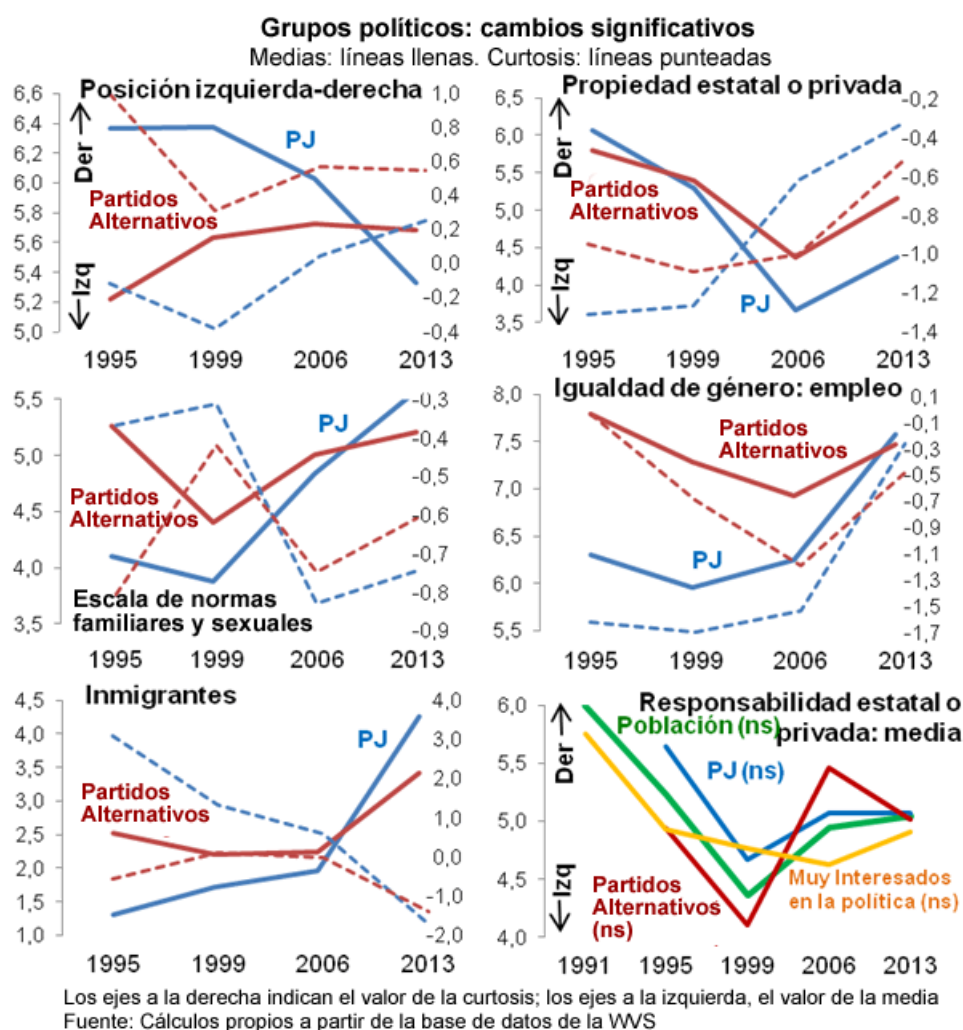 Grupos políticos: cambios significativos
Medias: líneas llenas. Curtosis: líneas punteadas
Posición izquierda-derecha
6,6
6,4
6,2
6,0
5,8
5,6
5,4
5,2
5,0
1,0
0,8
0,6
0,4
0,2
0,0
-0,2
-0,4
Der
Izq
PJ
Partidos
Alternativos
1995 1999 2006 2013
Propiedad estatal o privada
6,5
6,0
5,5
5,0
4,5
4,0
3,5
-0,2
-0,4
-0,6
-0,8
-1,0
-1,2
-1,4
Der
Izq
Partidos
Alternativos
PJ
1995 1999 2006 2013
5,5
5,0
4,5
4,0
3,5
-0,3
-0,4
-0,5
-0,6
-0,7
-0,8
-0,9
PJ
Partidos
Alternativos
Escala de normas
familiares y sexuales
1995 1999 2006 2013
Igualdad de género: empleo
8,0
7,5
7,0
6,5
6,0
5,5
0,1
-0,1
-0,3
-0,5
-0,7
-0,9
-1,1
-1,3
-1,5
-1,7
Partidos
Alternativos
PJ
1995 1999 2006 2013
Inmigrantes
4,5
4,0
3,5
3,0
2,5
2,0
1,5
1,0
4,0
3,0
2,0
1,0
0,0
-1,0
-2,0
PJ
Partidos
Alternativos
1995 1999 2006 2013
Responsabilidad estatal o
privada: media
6,0
5,5
5,0
4,5
4,0
Der
Izq
Población (ns)
PJ (ns)
Partidos
Alternativos
(ns)
Muy Interesados
en la política (ns)
1991 1995 1999 2006 2013
Los ejes a la derecha indican el valor de la curtosis; los ejes a la izquierda, el valor de la media
Fuente: Cálculos propios a partir de la base de datos de la WVS